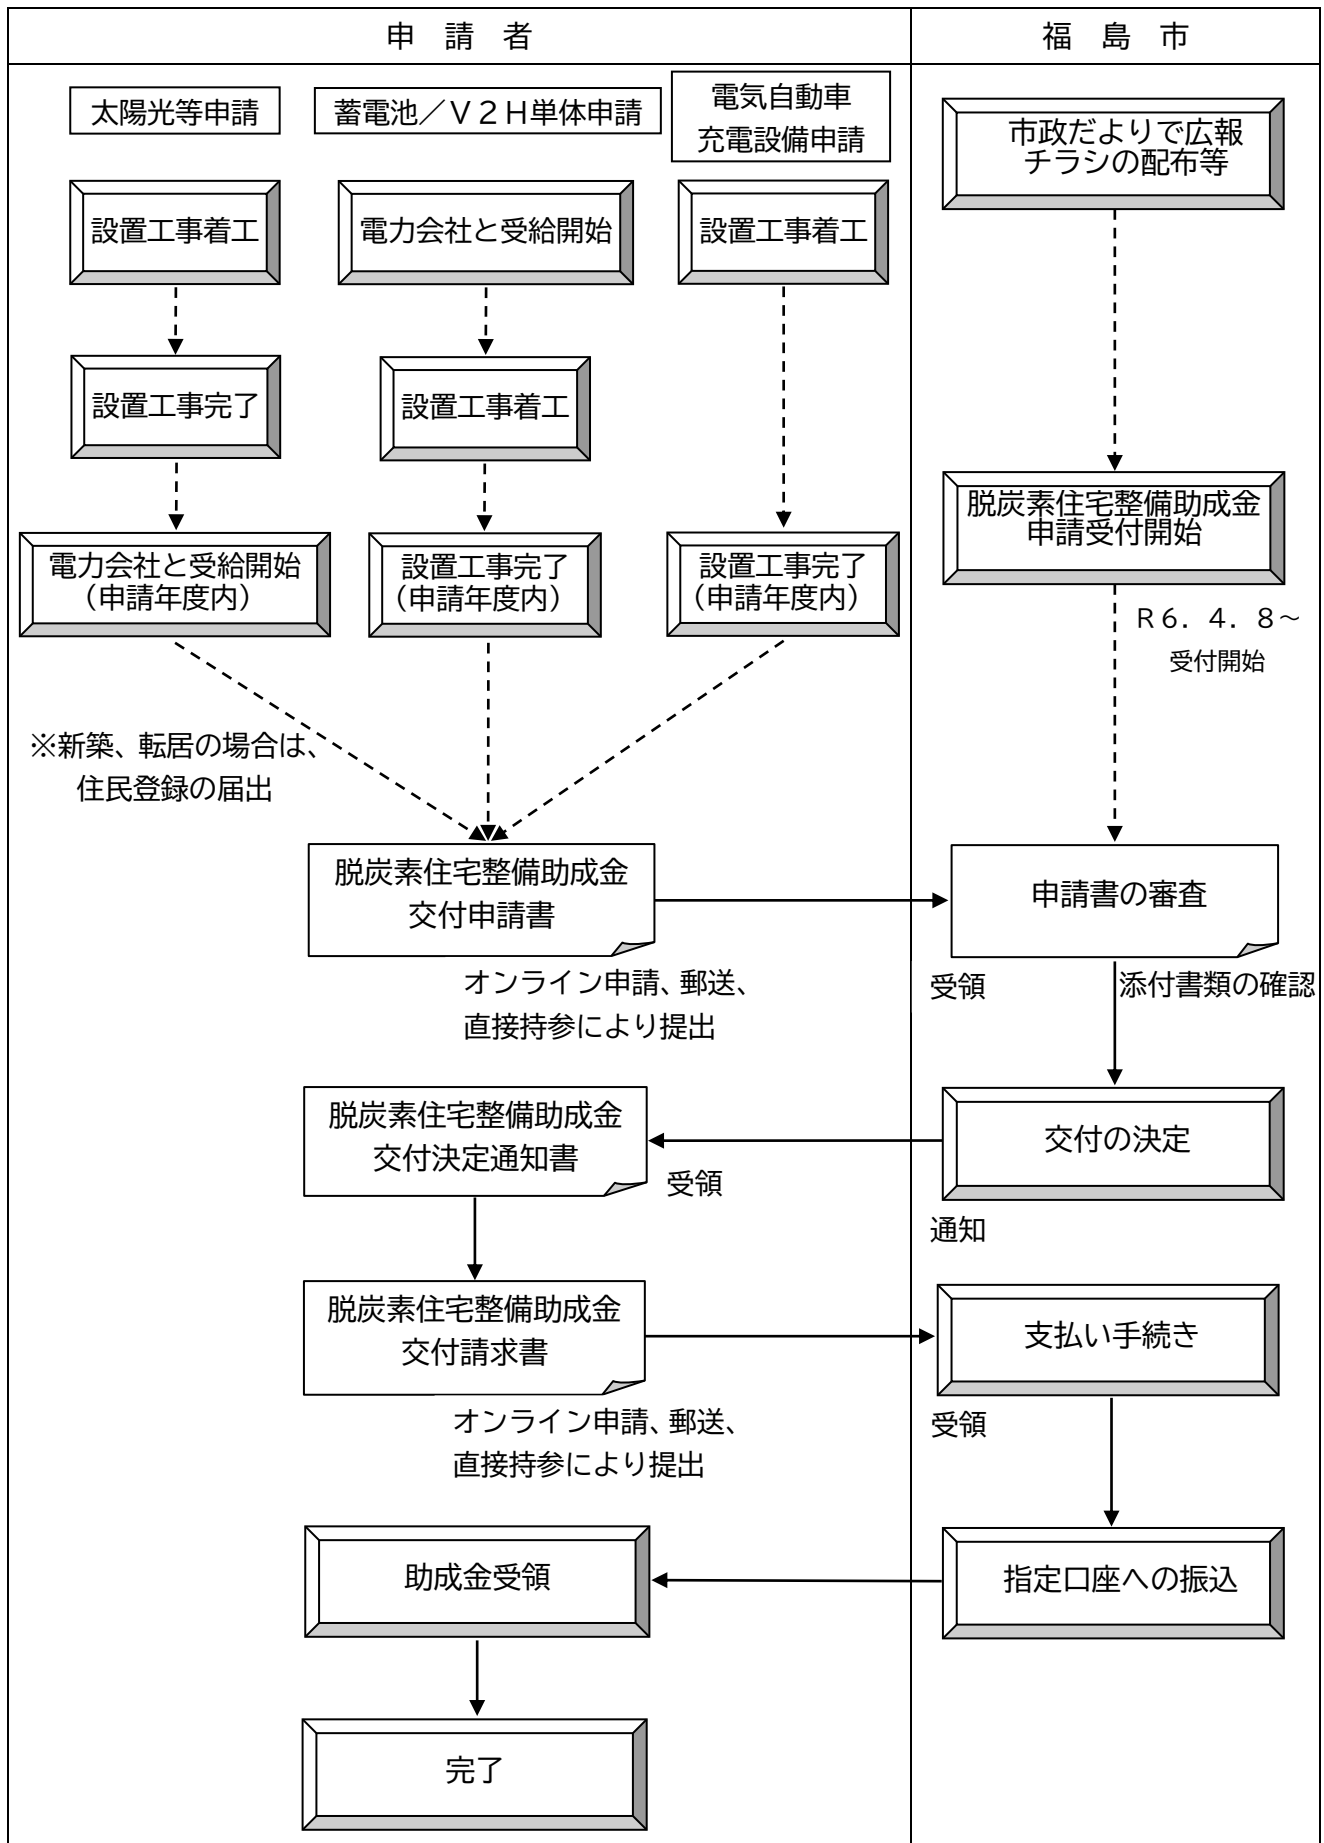 申　請　者
福　島　市
太陽光等申請
蓄電池／Ｖ２Ｈ単体申請
電気自動車
充電設備申請
市政だよりで広報
チラシの配布等
設置工事着工
電力会社と受給開始
設置工事着工
設置工事完了
設置工事着工
脱炭素住宅整備助成金
申請受付開始
電力会社と受給開始
（申請年度内）
設置工事完了
（申請年度内）
設置工事完了
（申請年度内）
Ｒ６．４．８～
受付開始
※新築、転居の場合は、
住民登録の届出
脱炭素住宅整備助成金
交付申請書
申請書の審査
オンライン申請、郵送、
直接持参により提出
受領
添付書類の確認
脱炭素住宅整備助成金
交付決定通知書
交付の決定
受領
通知
脱炭素住宅整備助成金
交付請求書
支払い手続き
オンライン申請、郵送、
直接持参により提出
受領
助成金受領
指定口座への振込
完了